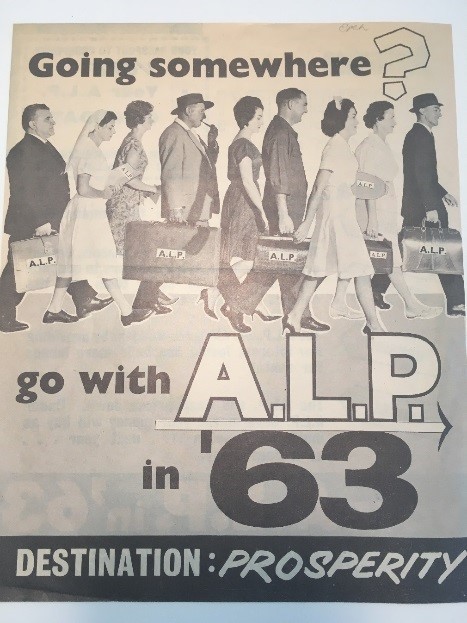 Going somewhere?
A.L.P.
A.L.P.
A.L.P.
A.L.P.
A.L.P.
A.L.P.
go with A.L.P.
in '63
DESTINATION: PROSPERITY